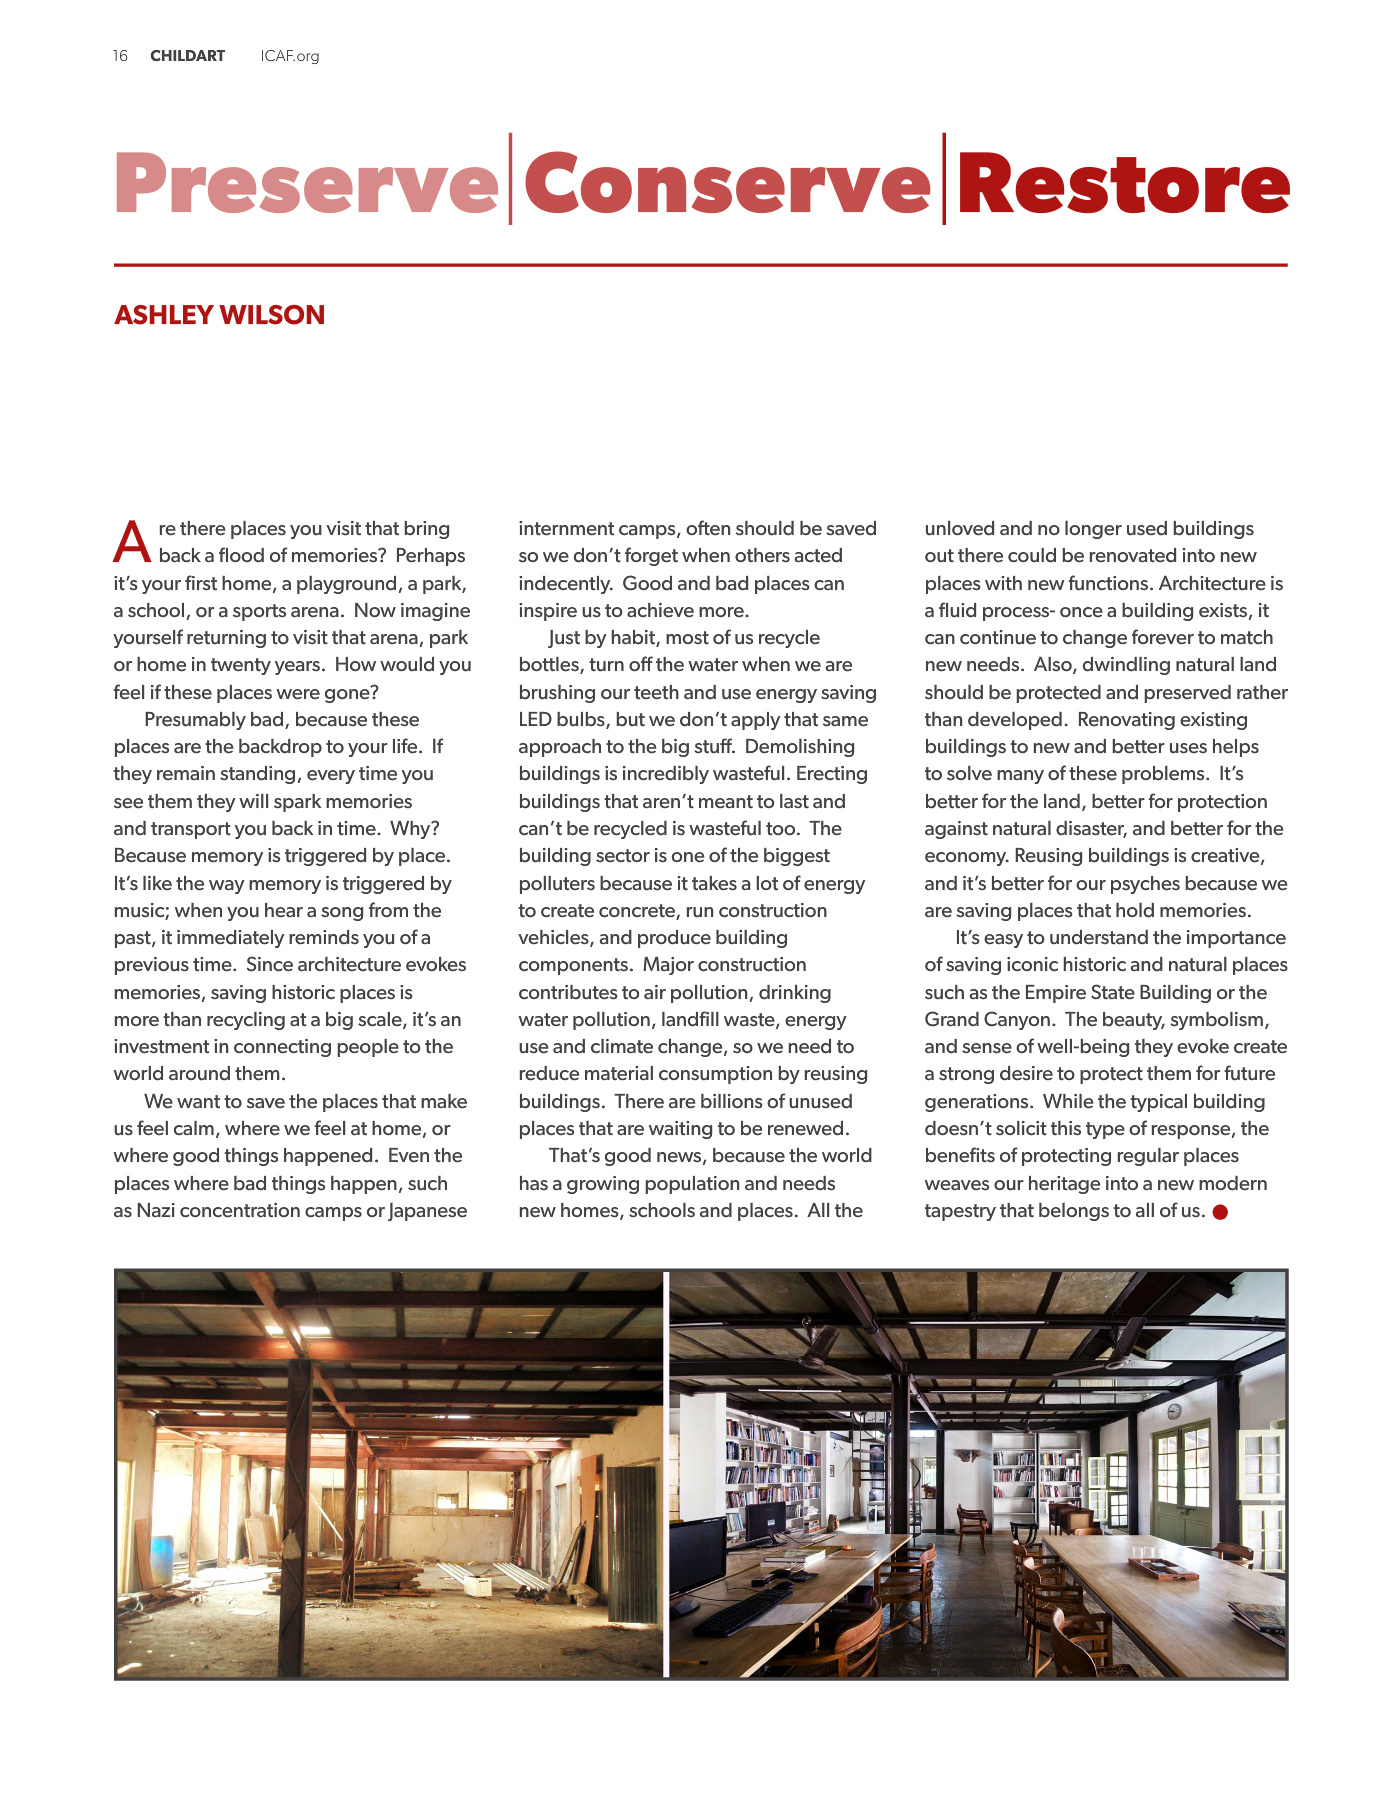 16 CHILDART ICAF.org
Preserve|Conserve|Restore
ASHLEY WILSON
Are there places you visit that bring
back a flood of memories?  Perhaps
it's your first home, a playground, a park,
a school, or a sports arena.  Now imagine
yourself returning to visit that arena, park
or home in twenty years.  How would you
feel if these places were gone?
Presumably bad, because these
places are the backdrop to your life.  If
they remain standing, every time you
see them they will spark memories
and transport you back in time.  Why?
Because memory is triggered by place.
It's like the way memory is triggered by
music; when you hear a song from the
past, it immediately reminds you of a
previous time.  Since architecture evokes
memories, saving historic places is
more than recycling at a big scale, it's an
investment in connecting people to the
world around them.
We want to save the places that make
us feel calm, where we feel at home, or
where good things happened.  Even the
places where bad things happen, such
as Nazi concentration camps or Japanese
internment camps, often should be saved
so we don't forget when others acted
indecently.  Good and bad places can
inspire us to achieve more.
Just by habit, most of us recycle
bottles, turn off the water when we are
brushing our teeth and use energy saving
LED bulbs, but we don't apply that same
approach to the big stuff.  Demolishing
buildings is incredibly wasteful. Erecting
buildings that aren't meant to last and
can't be recycled is wasteful too.  The
building sector is one of the biggest
polluters because it takes a lot of energy
to create concrete, run construction
vehicles, and produce building
components.  Major construction
contributes to air pollution, drinking
water pollution, landfill waste, energy
use and climate change, so we need to
reduce material consumption by reusing
buildings.  There are billions of unused
places that are waiting to be renewed.
That's good news, because the world
has a growing population and needs
new homes, schools and places.  All the
unloved and no longer used buildings
out there could be renovated into new
places with new functions. Architecture is
a fluid process- once a building exists, it
can continue to change forever to match
new needs.  Also, dwindling natural land
should be protected and preserved rather
than developed.  Renovating existing
buildings to new and better uses helps
to solve many of these problems.  It's
better for the land, better for protection
against natural disaster, and better for the
economy. Reusing buildings is creative,
and it's better for our psyches because we
are saving places that hold memories.
It's easy to understand the importance
of saving iconic historic and natural places
such as the Empire State Building or the
Grand Canyon.  The beauty, symbolism,
and sense of well-being they evoke create
a strong desire to protect them for future
generations.  While the typical building
doesn't solicit this type of response, the
benefits of protecting regular places
weaves our heritage into a new modern
tapestry that belongs to all of us.